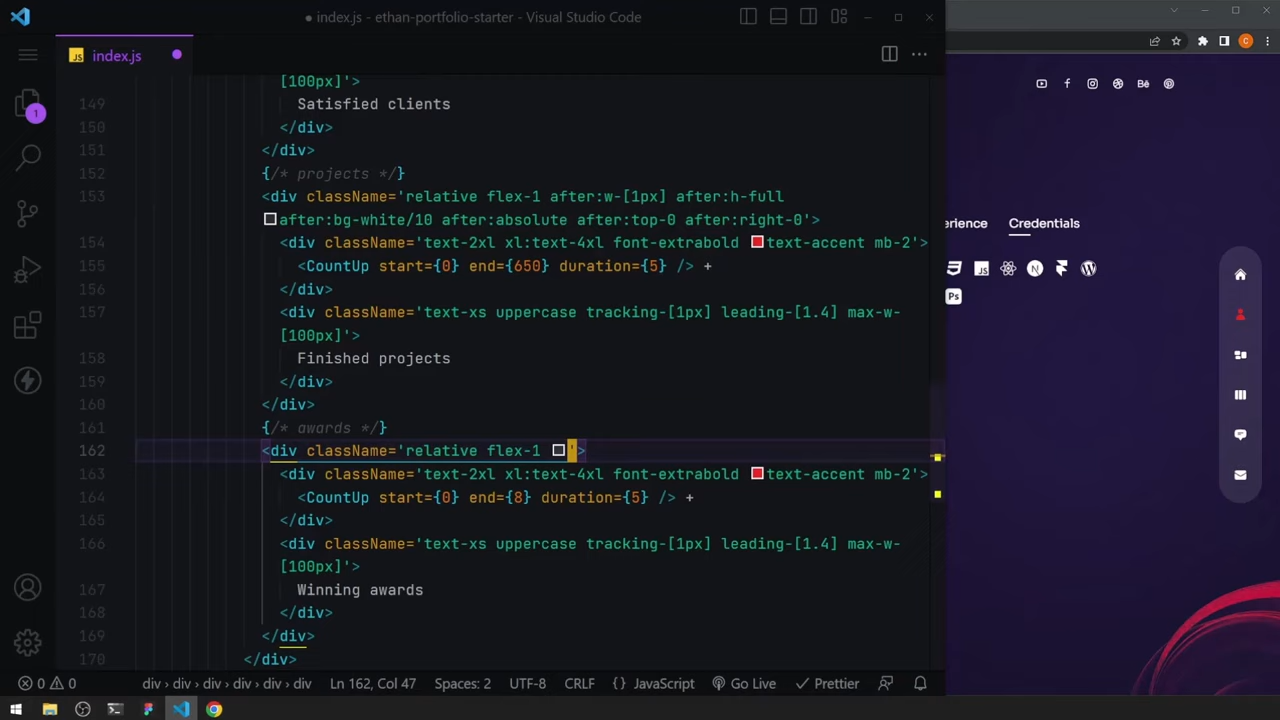 ● index.js - ethan-portfolio-starter - Visual Studio Code
JS index.js
1
C
[100px]'>
149 Satisfied clients
150 </div>
151 </div>
152 {/* projects */}
153 <div className='relative flex-1 after:w-[1px] after:h-full
after:bg-white/10 after:absolute after:top-0 after:right-0'>
154 <div className='text-2xl xl:text-4xl font-extrabold text-accent mb-2'>
155 <CountUp start={0} end={650} duration={5} /> +
156 </div>
157 <div className='text-xs uppercase tracking-[1px] leading-[1.4] max-w-
[100px]'>
158 Finished projects
159 </div>
160 </div>
161 {/* awards */}
162 <div className='relative flex-1 '>
163 <div className='text-2xl xl:text-4xl font-extrabold text-accent mb-2'>
164 <CountUp start={0} end={8} duration={5} /> +
165 </div>
166 <div className='text-xs uppercase tracking-[1px] leading-[1.4] max-w-
[100px]'>
167 Winning awards
168 </div>
169 </div>
170 </div>
erience Credentials
JS N
Ps
Bē
0 0 div › div › div › div › div › div Ln 162, Col 47 Spaces: 2 UTF-8 CRLF {} JavaScript Go Live Prettier